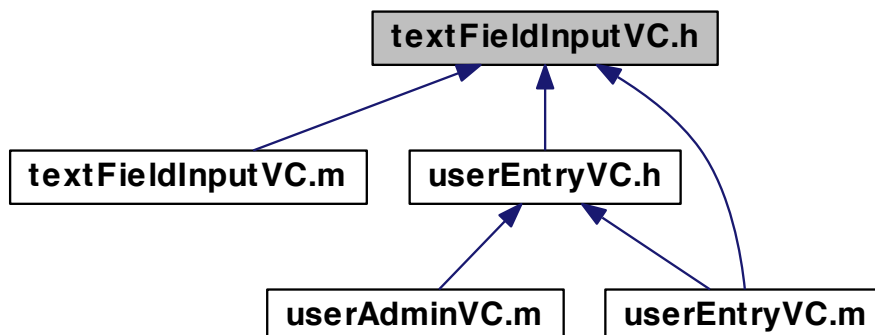 textFieldInputVC.h
textFieldInputVC.m
userEntryVC.h
userAdminVC.m
userEntryVC.m